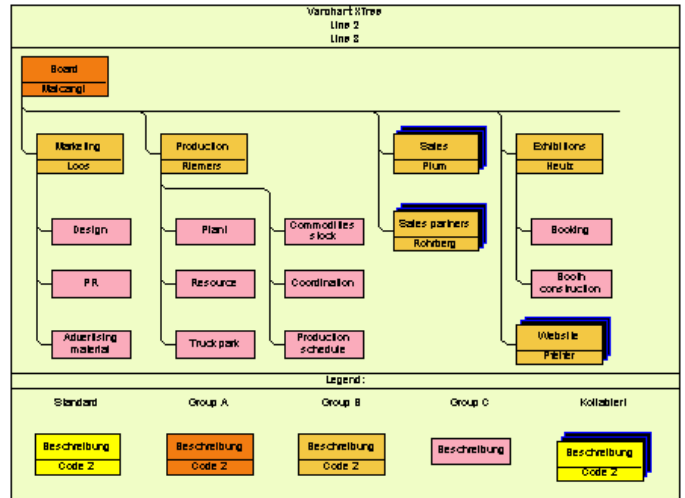 Varchart XTree
Line 2
Line 3
Board
Malcangi
Marketing
Loos
Production
Riemers
Sales
Plum
Exhibitions
Heutz
Design
Plant
Commodities
stock
Sales partners
Rohrberg
Booking
PR
Resource
Coordination
Booth
construction
Advertising
material
Truck park
Production
schedule
Website
Pfeifer
Legend:
Standard
Group A
Group B
Group C
Kollabiert
Beschreibung
Code 2
Beschreibung
Code 2
Beschreibung
Code 2
Beschreibung
Beschreibung
Code 2